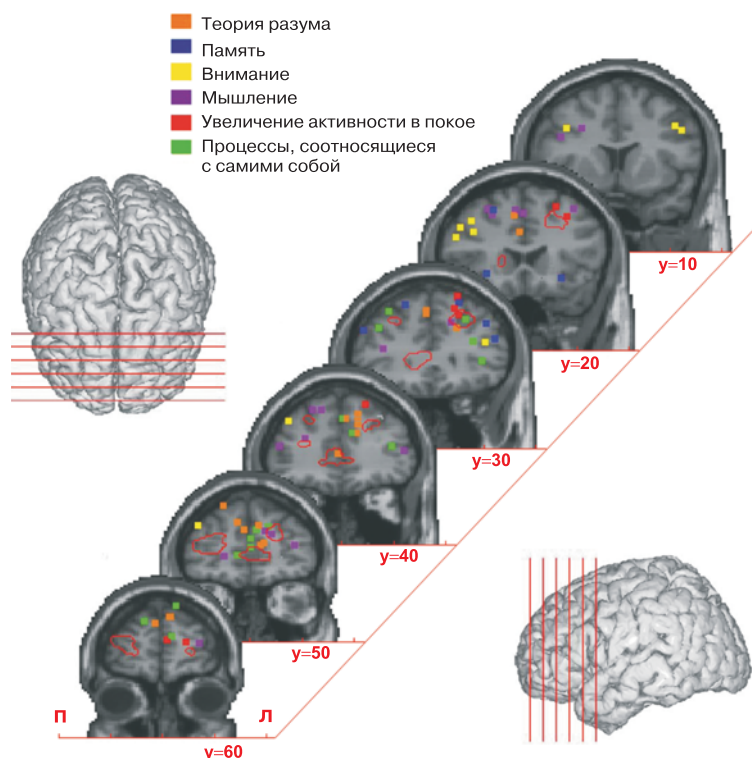 Теория разума
Память
Внимание
Мышление
Увеличение активности в покое
Процессы, соотносящиеся
с самими собой
y=10
y=20
y=30
y=40
y=50
П Л
v=60